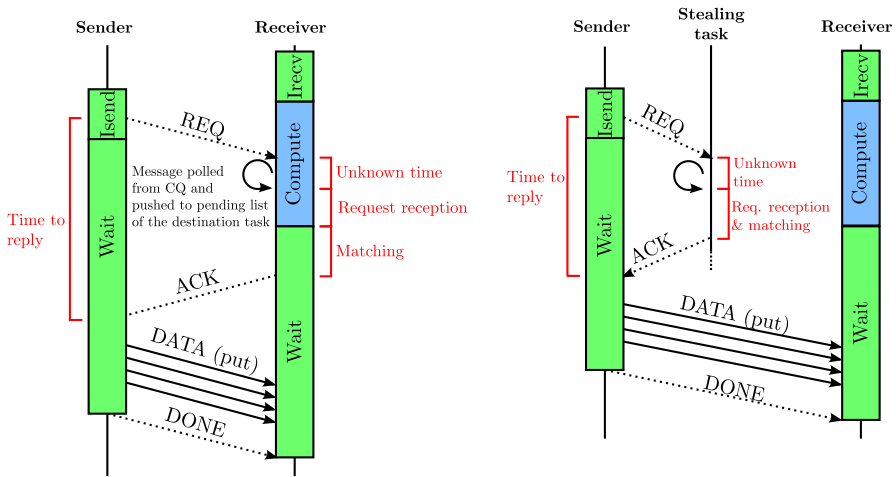 Sender
Receiver
Irecv
Isend
REQ
Compute
Message polled
from CQ and
pushed to pending list
of the destination task
Unknown time
Request reception
Time to
reply
Wait
Matching
ACK
DATA (put)
Wait
DONE
Sender
Stealing
task
Receiver
Irecv
Isend
REQ
Compute
Unknown
time
Time to
reply
Req. reception
& matching
Wait
ACK
DATA (put)
Wait
DONE